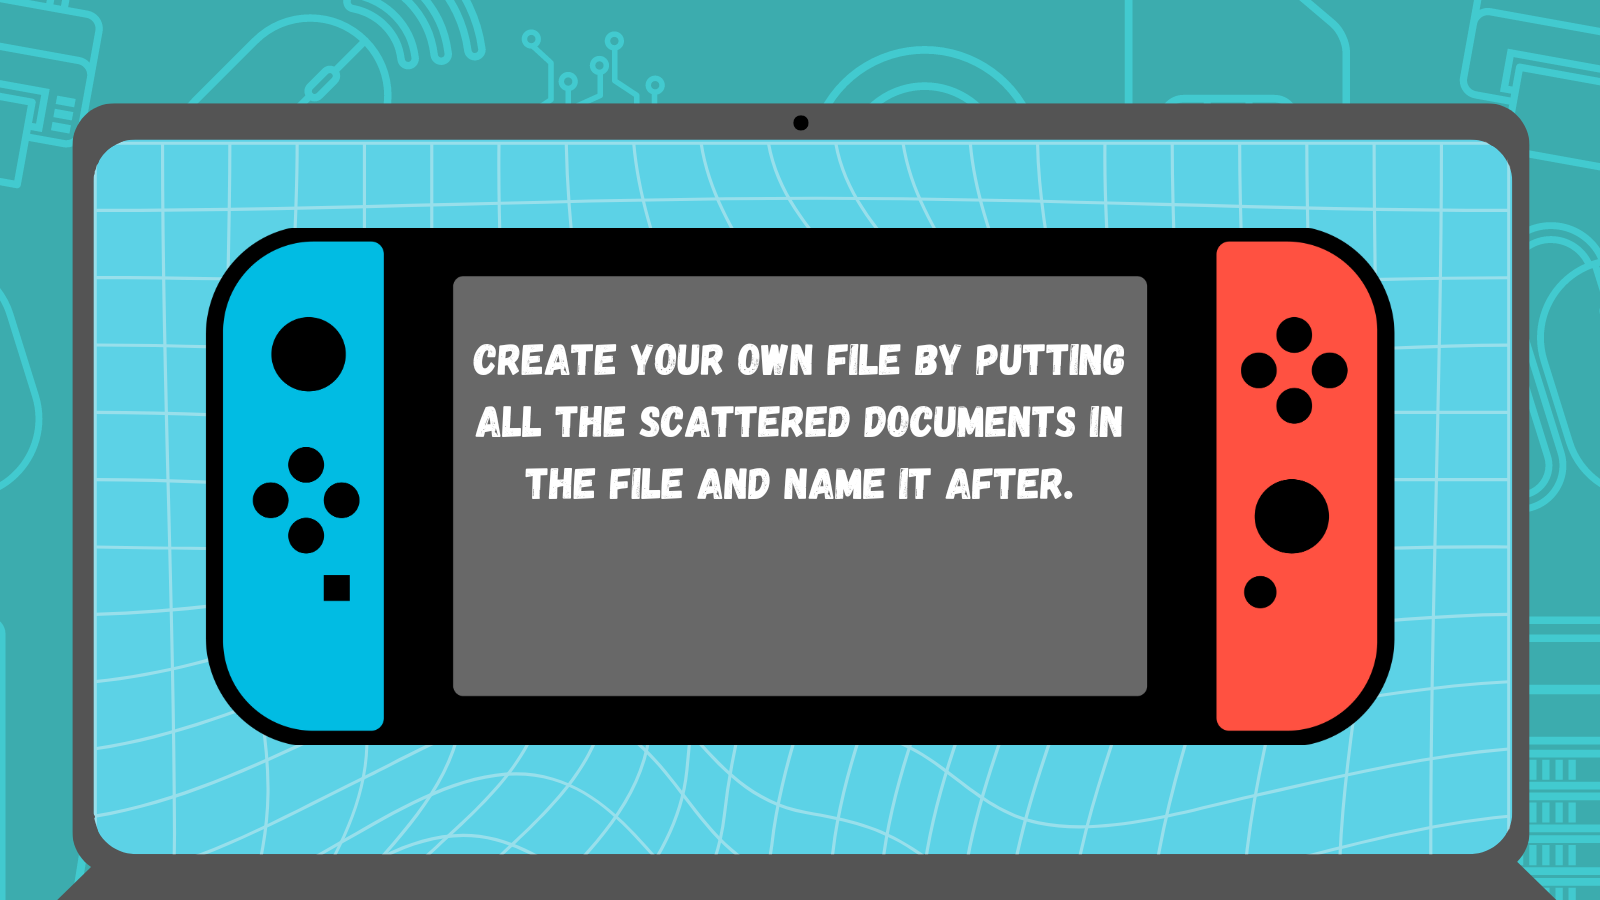 CREATE YOUR OWN FILE BY PUTTING
ALL THE SCATTERED DOCUMENTS IN
THE FILE AND NAME IT AFTER.